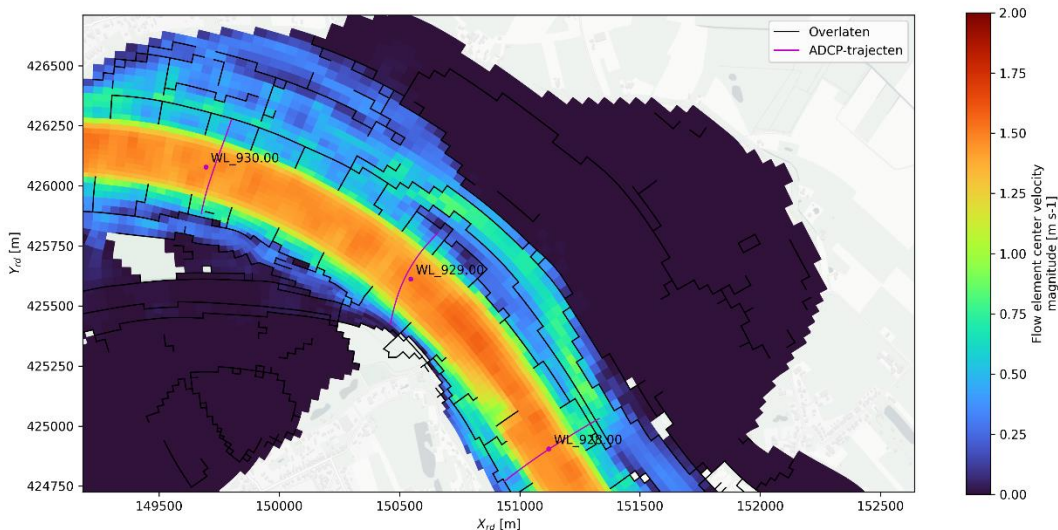 Overlaten
ADCP-trajecten
WL_930.00
WL_929.00
WL_928.00
426500
426250
426000
425750
425500
425250
425000
424750
Y_rd [m]
149500
150000
150500
151000
151500
152000
152500
X_rd [m]
2.00
1.75
1.50
1.25
1.00
0.75
0.50
0.25
0.00
Flow element center velocity
magnitude [m s-1]